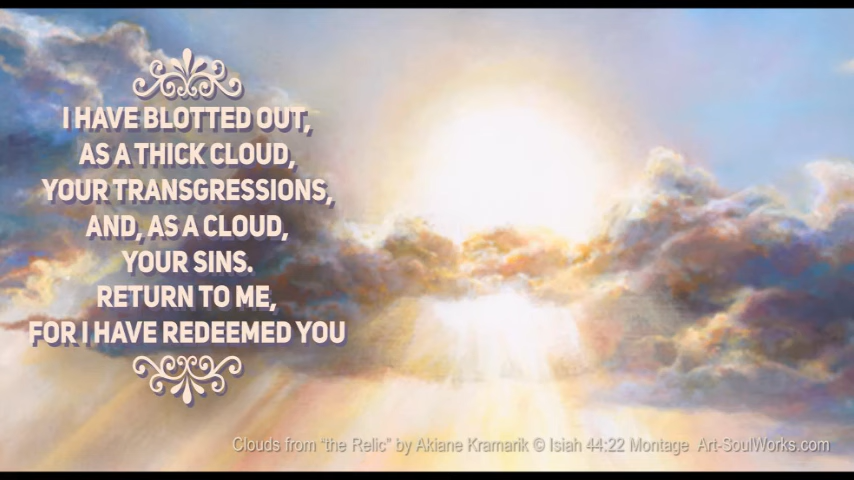 I HAVE BLOTTED OUT,
AS A THICK CLOUD,
YOUR TRANSGRESSIONS,
AND, AS A CLOUD,
YOUR SINS.
RETURN TO ME,
FOR I HAVE REDEEMED YOU
Clouds from “the Relic” by Akiane Kramarik © Isiah 44:22 Montage Art-SoulWorks.com